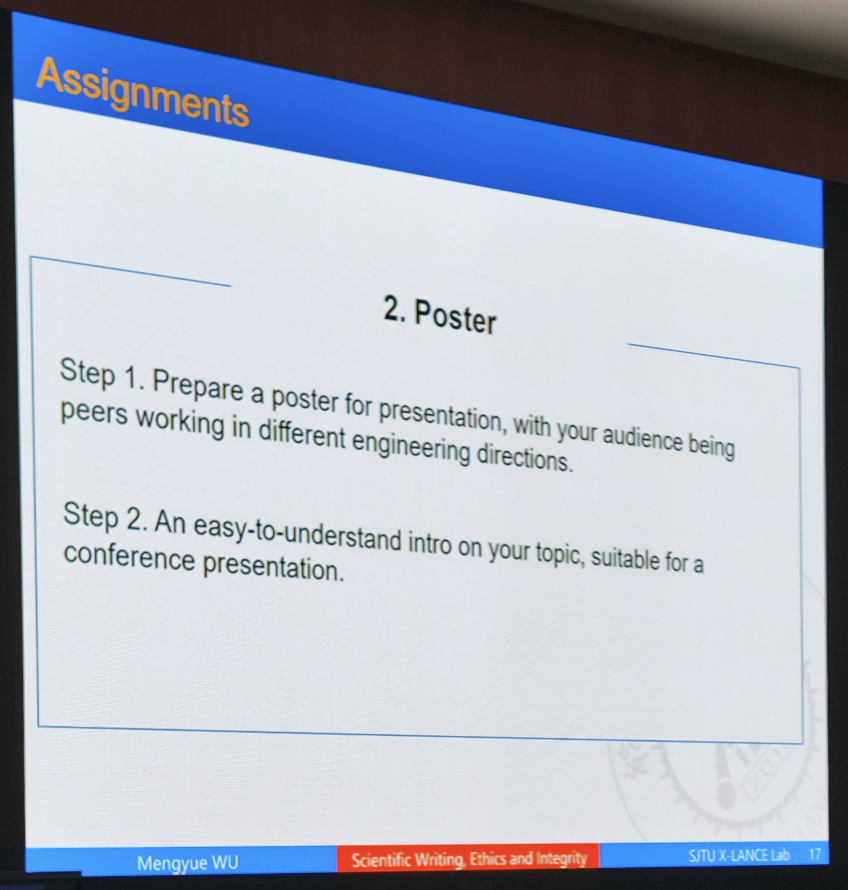 Assignments
2. Poster
Step 1. Prepare a poster for presentation, with your audience being
peers working in different engineering directions.
Step 2. An easy-to-understand intro on your topic, suitable for a
conference presentation.
Mengyue WU
Scientific Writing, Ethics and Integrity
SJTU X-LANCE Lab 17